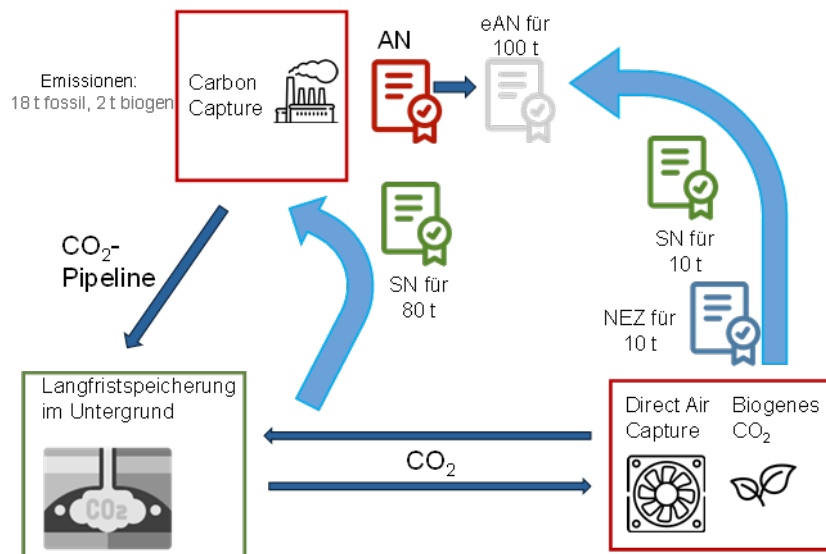 AN
eAN für
100 t
Emissionen:
18 t fossil, 2 t biogen
Carbon
Capture
SN für
10 t
SN für
80 t
CO₂-
Pipeline
NEZ für
10 t
Langfristspeicherung
im Untergrund
CO₂
Direct Air
Capture
Biogenes
CO₂
CO₂